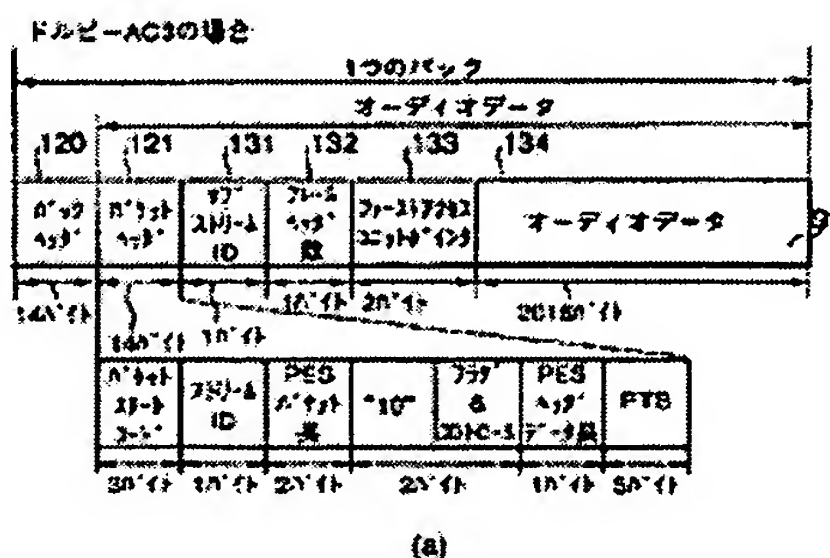 ドルビーAC3の場合
1つのパック
オーディオデータ
120 121 131 132 133 134
パック
ヘッダ
パケット
ヘッダ
サブ
ストリーム
ID
フレーム
ヘッダ
数
ファーストアクセス
ユニットポインタ
オーディオデータ
14バイト
14バイト
1バイト
1バイト
2バイト
2016バイト
パケット
スタート
コード
ストリーム
ID
PES
パケット
長
"10"
フラグ
&
コントロール
PES
ヘッダ
データ長
PTS
3バイト
1バイト
2バイト
2バイト
1バイト
5バイト
(a)